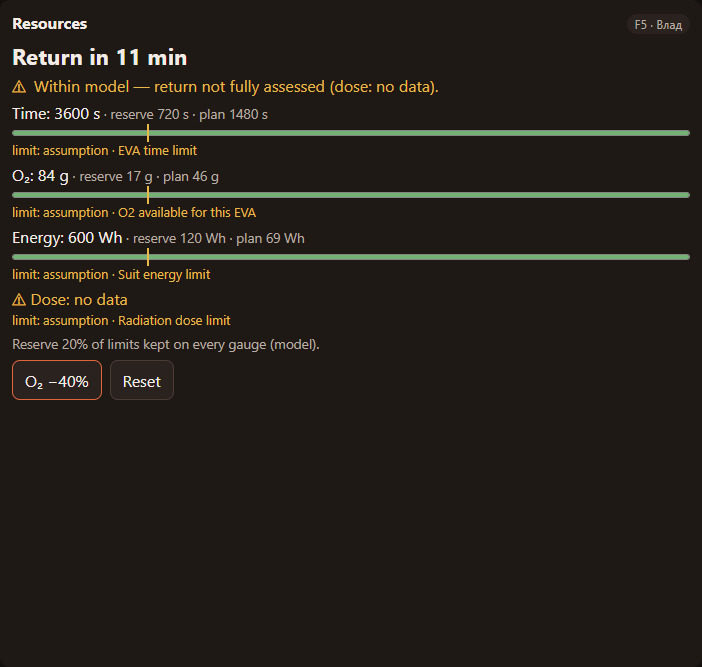 Resources
F5 · Влад
Return in 11 min
⚠ Within model — return not fully assessed (dose: no data).
Time: 3600 s · reserve 720 s · plan 1480 s
limit: assumption · EVA time limit
O₂: 84 g · reserve 17 g · plan 46 g
limit: assumption · O2 available for this EVA
Energy: 600 Wh · reserve 120 Wh · plan 69 Wh
limit: assumption · Suit energy limit
⚠ Dose: no data
limit: assumption · Radiation dose limit
Reserve 20% of limits kept on every gauge (model).
O₂ −40%
Reset